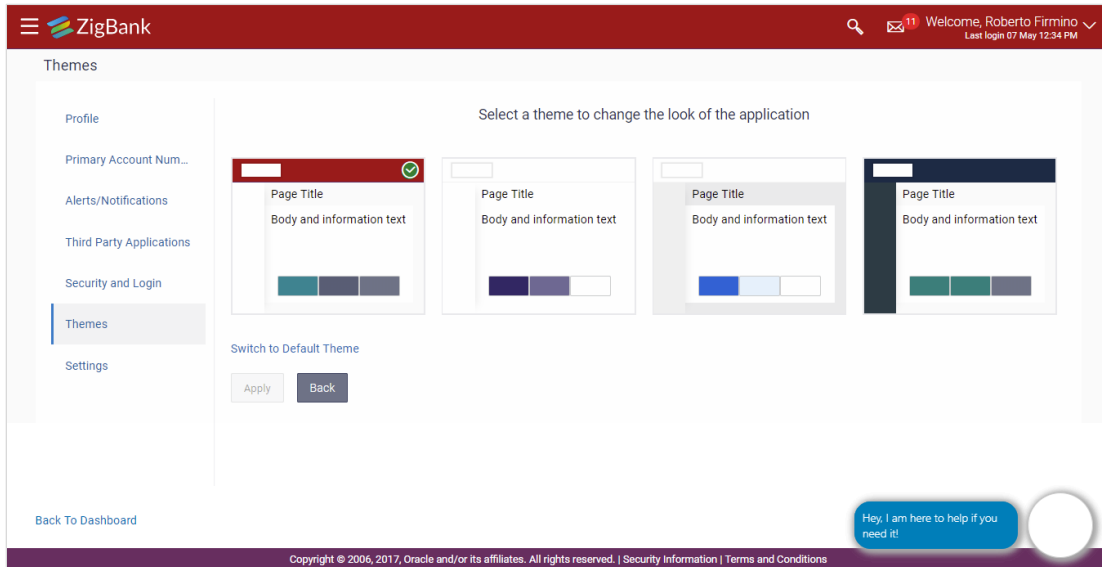 ZigBank
11
Welcome, Roberto Firmino
Last login 07 May 12:34 PM
Themes
Profile
Primary Account Num...
Alerts/Notifications
Third Party Applications
Security and Login
Themes
Settings
Select a theme to change the look of the application
Page Title
Body and information text
Page Title
Body and information text
Page Title
Body and information text
Page Title
Body and information text
Switch to Default Theme
Apply
Back
Back To Dashboard
Hey, I am here to help if you
need it!
Copyright © 2006, 2017, Oracle and/or its affiliates. All rights reserved. | Security Information | Terms and Conditions